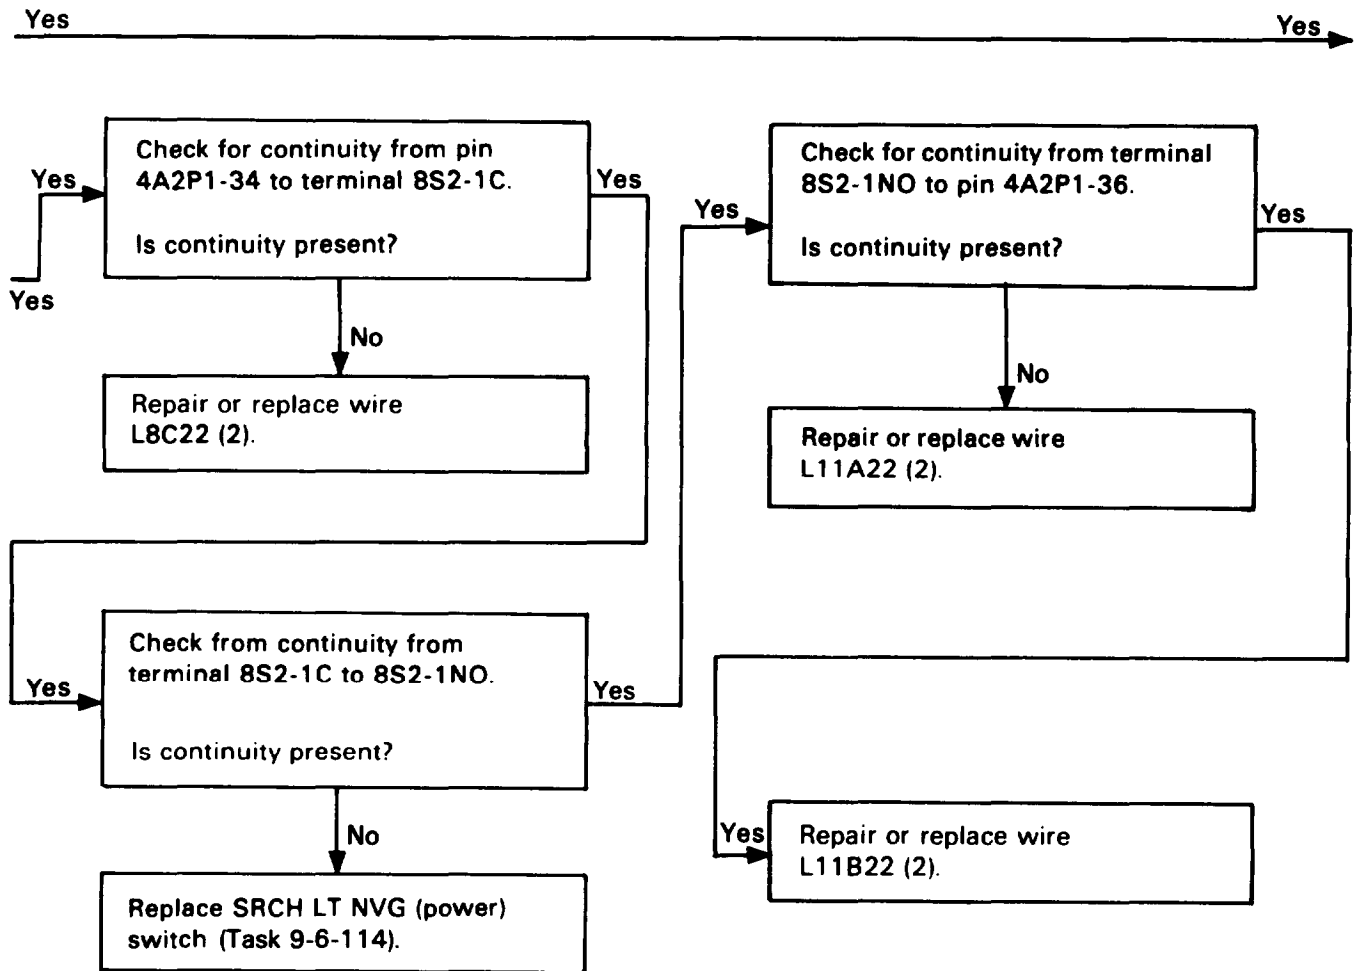 Yes
Yes
Yes
Yes
Check for continuity from pin
4A2P1-34 to terminal 8S2-1C.
Is continuity present?
Yes
No
Repair or replace wire
L8C22 (2).
Yes
Check from continuity from
terminal 8S2-1C to 8S2-1NO.
Is continuity present?
Yes
No
Replace SRCH LT NVG (power)
switch (Task 9-6-114).
Yes
Check for continuity from terminal
8S2-1NO to pin 4A2P1-36.
Is continuity present?
Yes
No
Repair or replace wire
L11A22 (2).
Yes
Repair or replace wire
L11B22 (2).